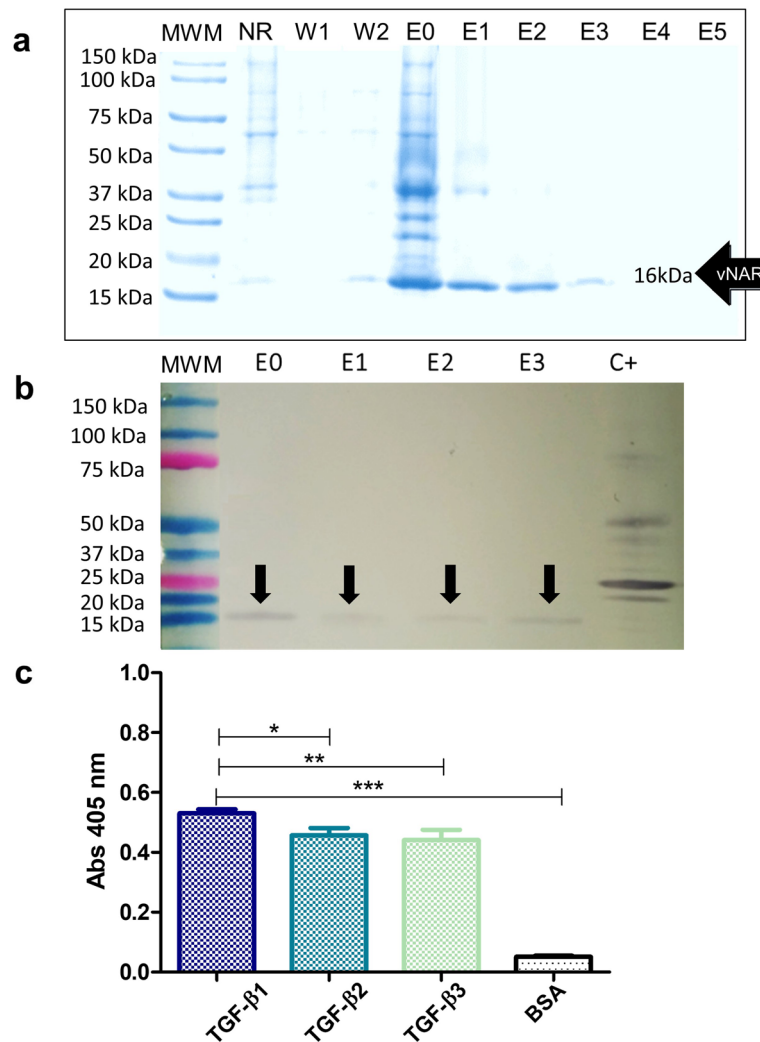 a
MWM NR W1 W2 E0 E1 E2 E3 E4 E5
150 kDa
100 kDa
75 kDa
50 kDa
37 kDa
25 kDa
20 kDa
15 kDa
16kDa
vNAR
b
MWM E0 E1 E2 E3 C+
150 kDa
100 kDa
75 kDa
50 kDa
37 kDa
25 kDa
20 kDa
15 kDa
c
1.0
0.8
0.6
0.4
0.2
0.0
Abs 405 nm
*
**
***
TGF-β1
TGF-β2
TGF-β3
BSA